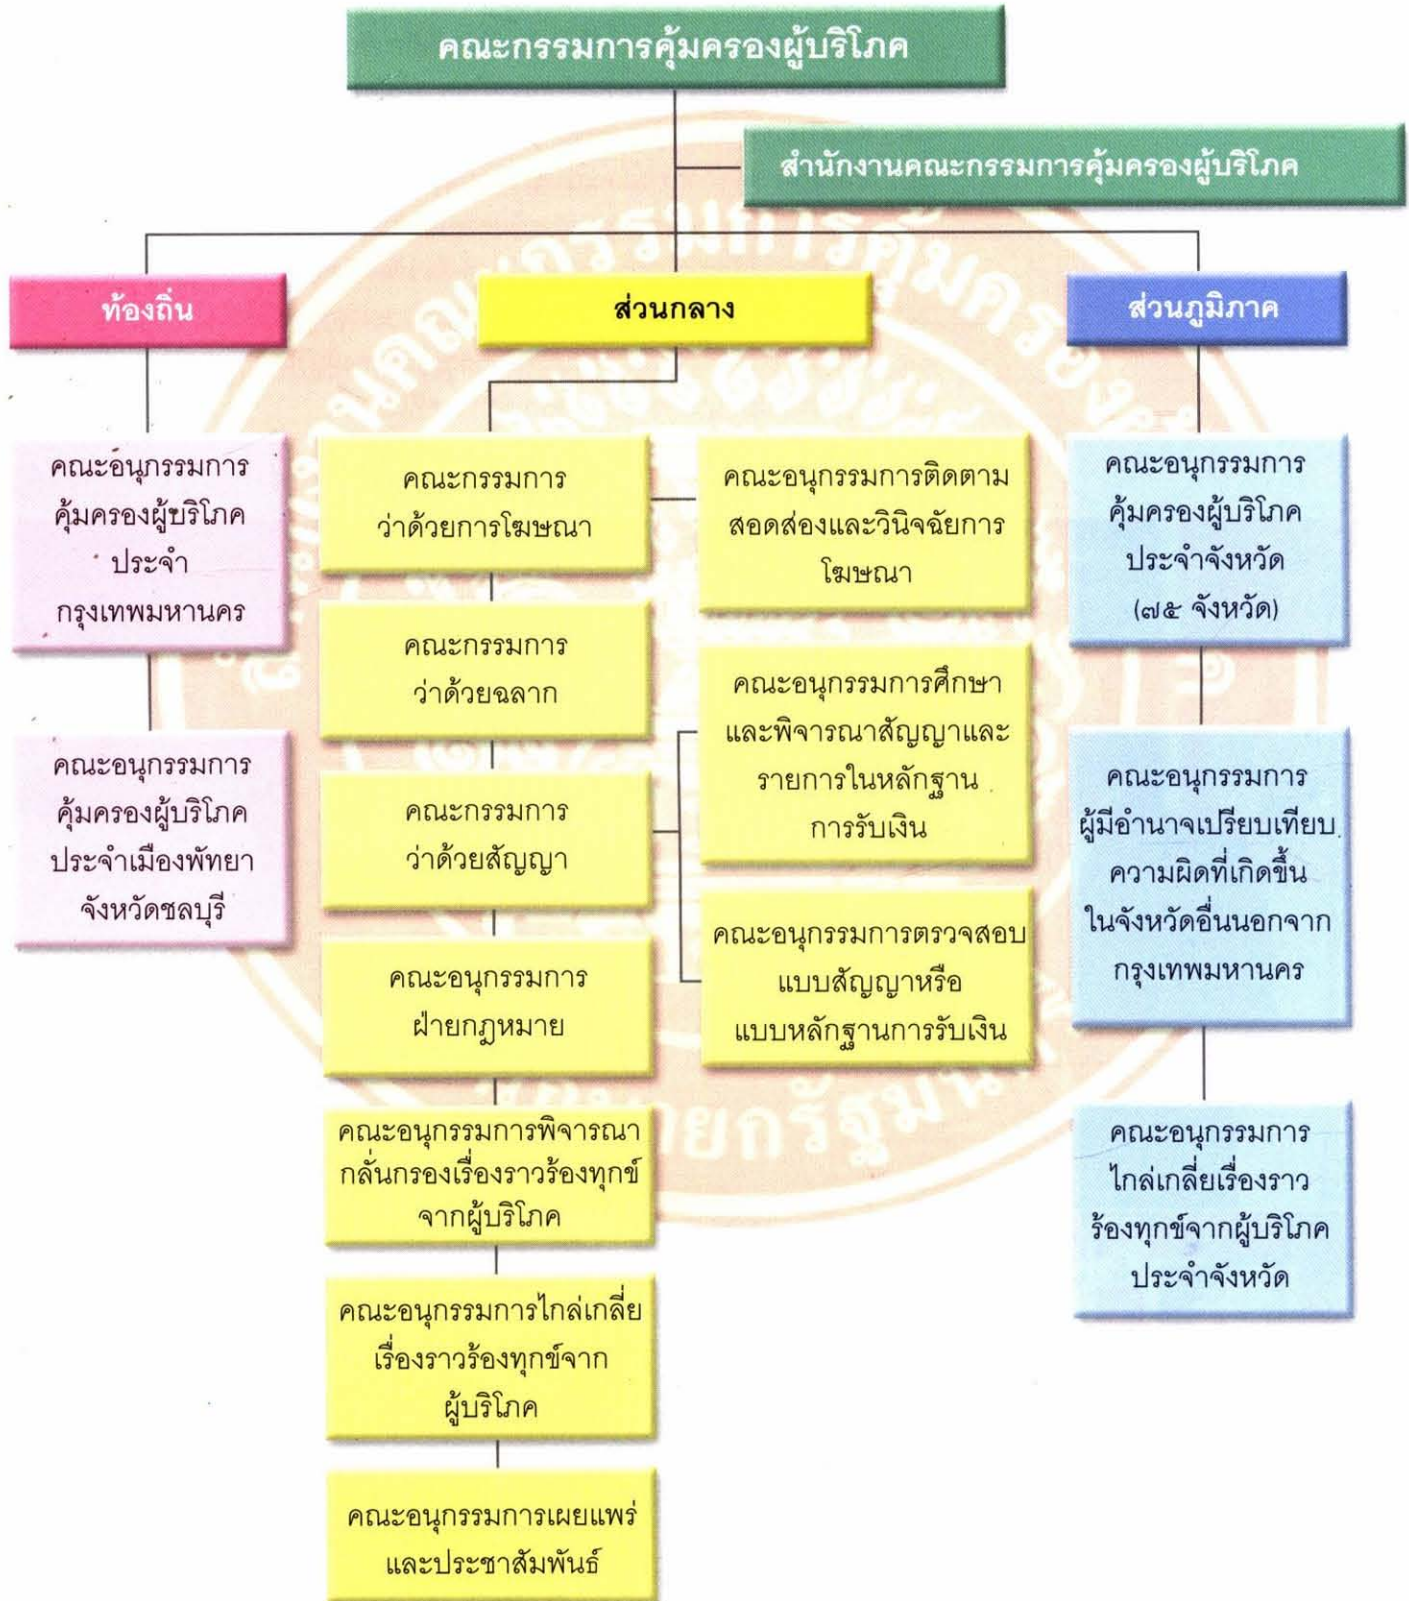 คณะกรรมการคุ้มครองผู้บริโภค
สำนักงานคณะกรรมการคุ้มครองผู้บริโภค
ท้องถิ่น
คณะอนุกรรมการ
คุ้มครองผู้บริโภค
ประจำ
กรุงเทพมหานคร
คณะอนุกรรมการ
คุ้มครองผู้บริโภค
ประจำเมืองพัทยา
จังหวัดชลบุรี
ส่วนกลาง
คณะกรรมการ
ว่าด้วยการโฆษณา
คณะอนุกรรมการติดตาม
สอดส่องและวินิจฉัยการ
โฆษณา
คณะกรรมการ
ว่าด้วยฉลาก
คณะกรรมการ
ว่าด้วยสัญญา
คณะอนุกรรมการศึกษา
และพิจารณาสัญญาและ
รายการในหลักฐาน
การรับเงิน
คณะอนุกรรมการตรวจสอบ
แบบสัญญาหรือ
แบบหลักฐานการรับเงิน
คณะอนุกรรมการ
ฝ่ายกฎหมาย
คณะอนุกรรมการพิจารณา
กลั่นกรองเรื่องราวร้องทุกข์
จากผู้บริโภค
คณะอนุกรรมการไกล่เกลี่ย
เรื่องราวร้องทุกข์จาก
ผู้บริโภค
คณะอนุกรรมการเผยแพร่
และประชาสัมพันธ์
ส่วนภูมิภาค
คณะอนุกรรมการ
คุ้มครองผู้บริโภค
ประจำจังหวัด
(๗๕ จังหวัด)
คณะอนุกรรมการ
ผู้มีอำนาจเปรียบเทียบ
ความผิดที่เกิดขึ้น
ในจังหวัดอื่นนอกจาก
กรุงเทพมหานคร
คณะอนุกรรมการ
ไกล่เกลี่ยเรื่องราว
ร้องทุกข์จากผู้บริโภค
ประจำจังหวัด